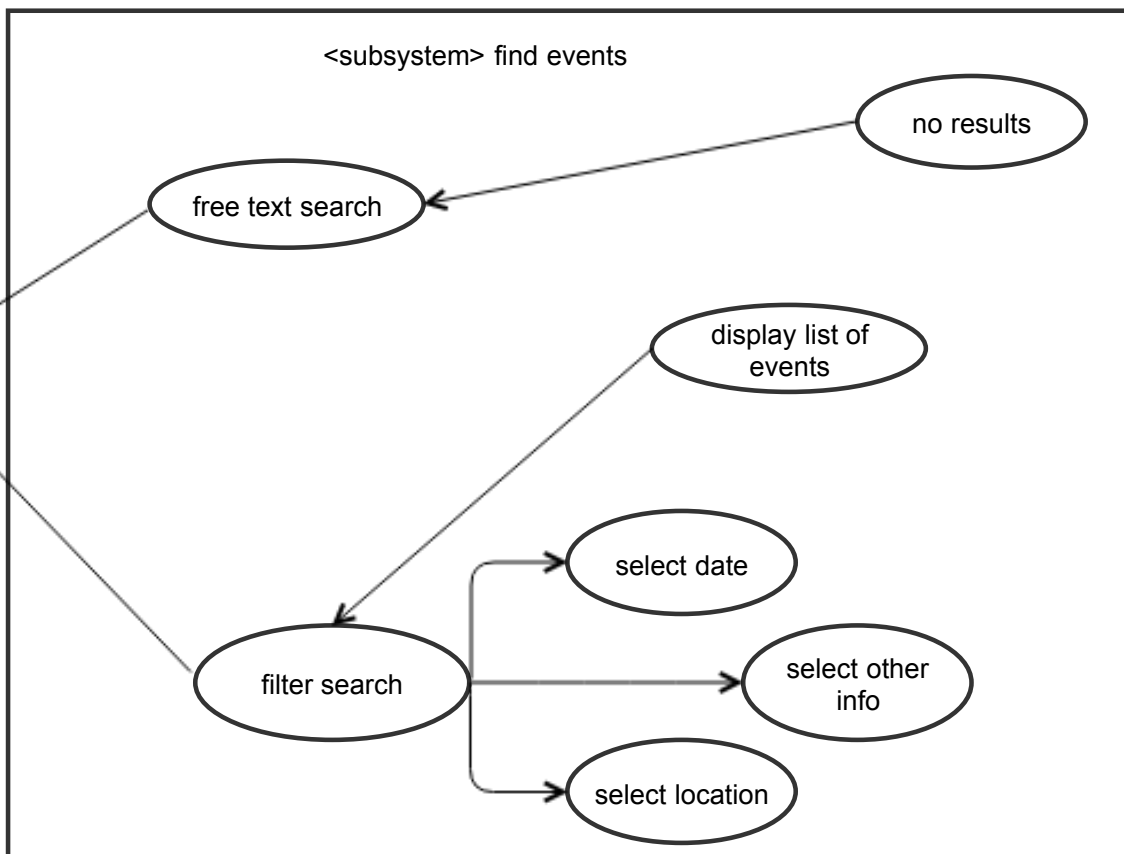 <subsystem> find events
no results
free text search
display list of
events
select date
select other
info
filter search
select location